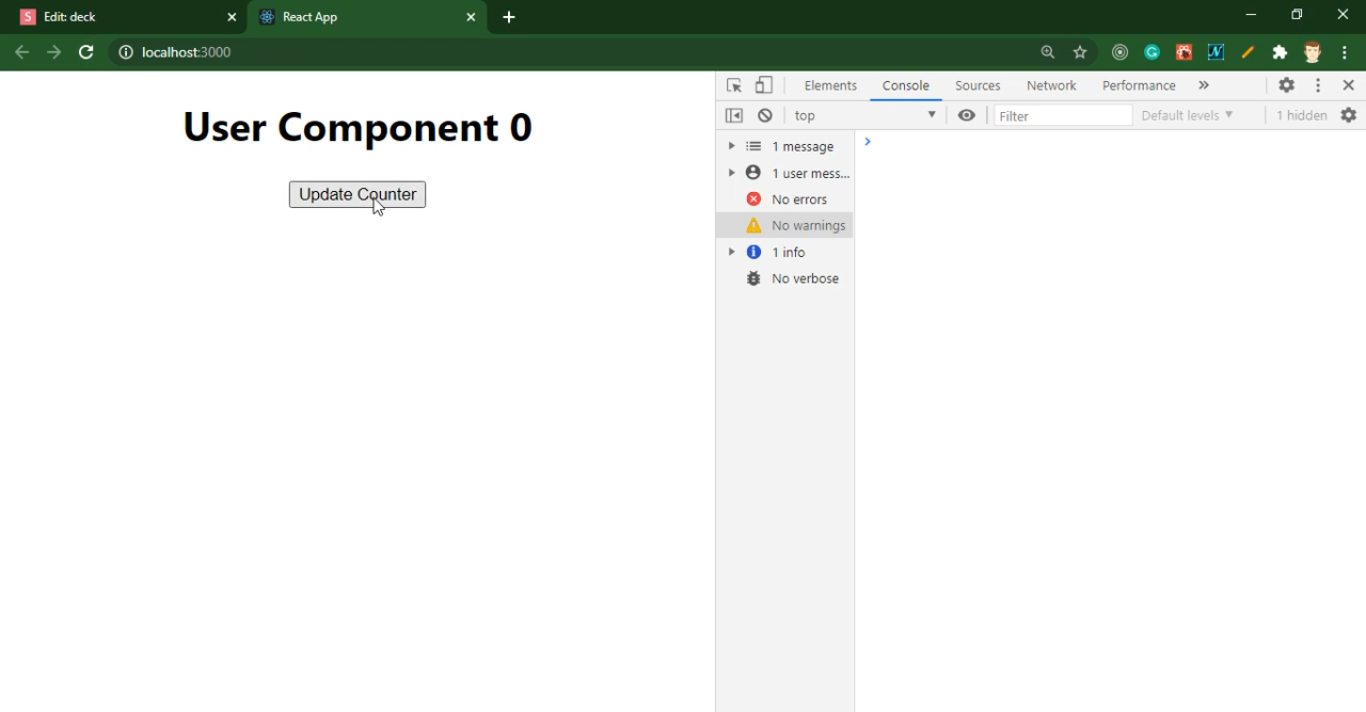 S Edit: deck
React App
localhost:3000
User Component 0
Update Counter
Elements Console Sources Network Performance »
top Filter Default levels 1 hidden
1 message
1 user mess...
No errors
No warnings
1 info
No verbose